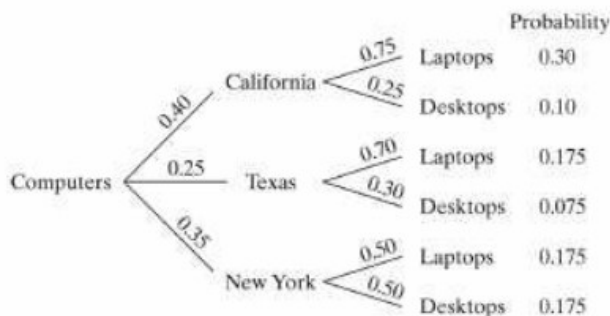 Probability
0.75 Laptops 0.30
California
0.25 Desktops 0.10
0.40
0.70 Laptops 0.175
Computers 0.25 Texas
0.30 Desktops 0.075
0.35
0.50 Laptops 0.175
New York
0.50 Desktops 0.175